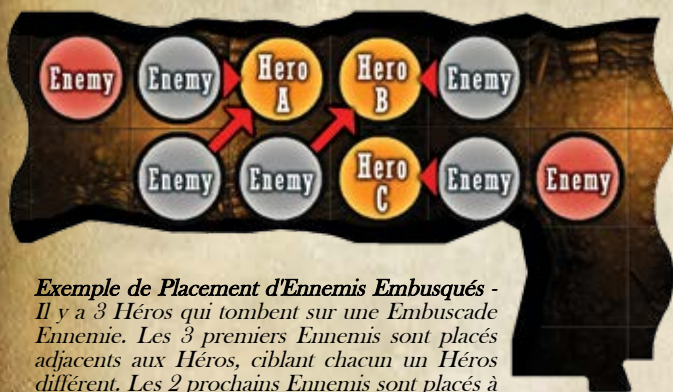 Enemy Enemy Hero A Hero B Enemy
Enemy Enemy Hero C Enemy Enemy
Exemple de Placement d'Ennemis Embusqués -
Il y a 3 Héros qui tombent sur une Embuscade
Ennemie. Les 3 premiers Ennemis sont placés
adjacents aux Héros, ciblant chacun un Héros
différent. Les 2 prochains Ennemis sont placés à